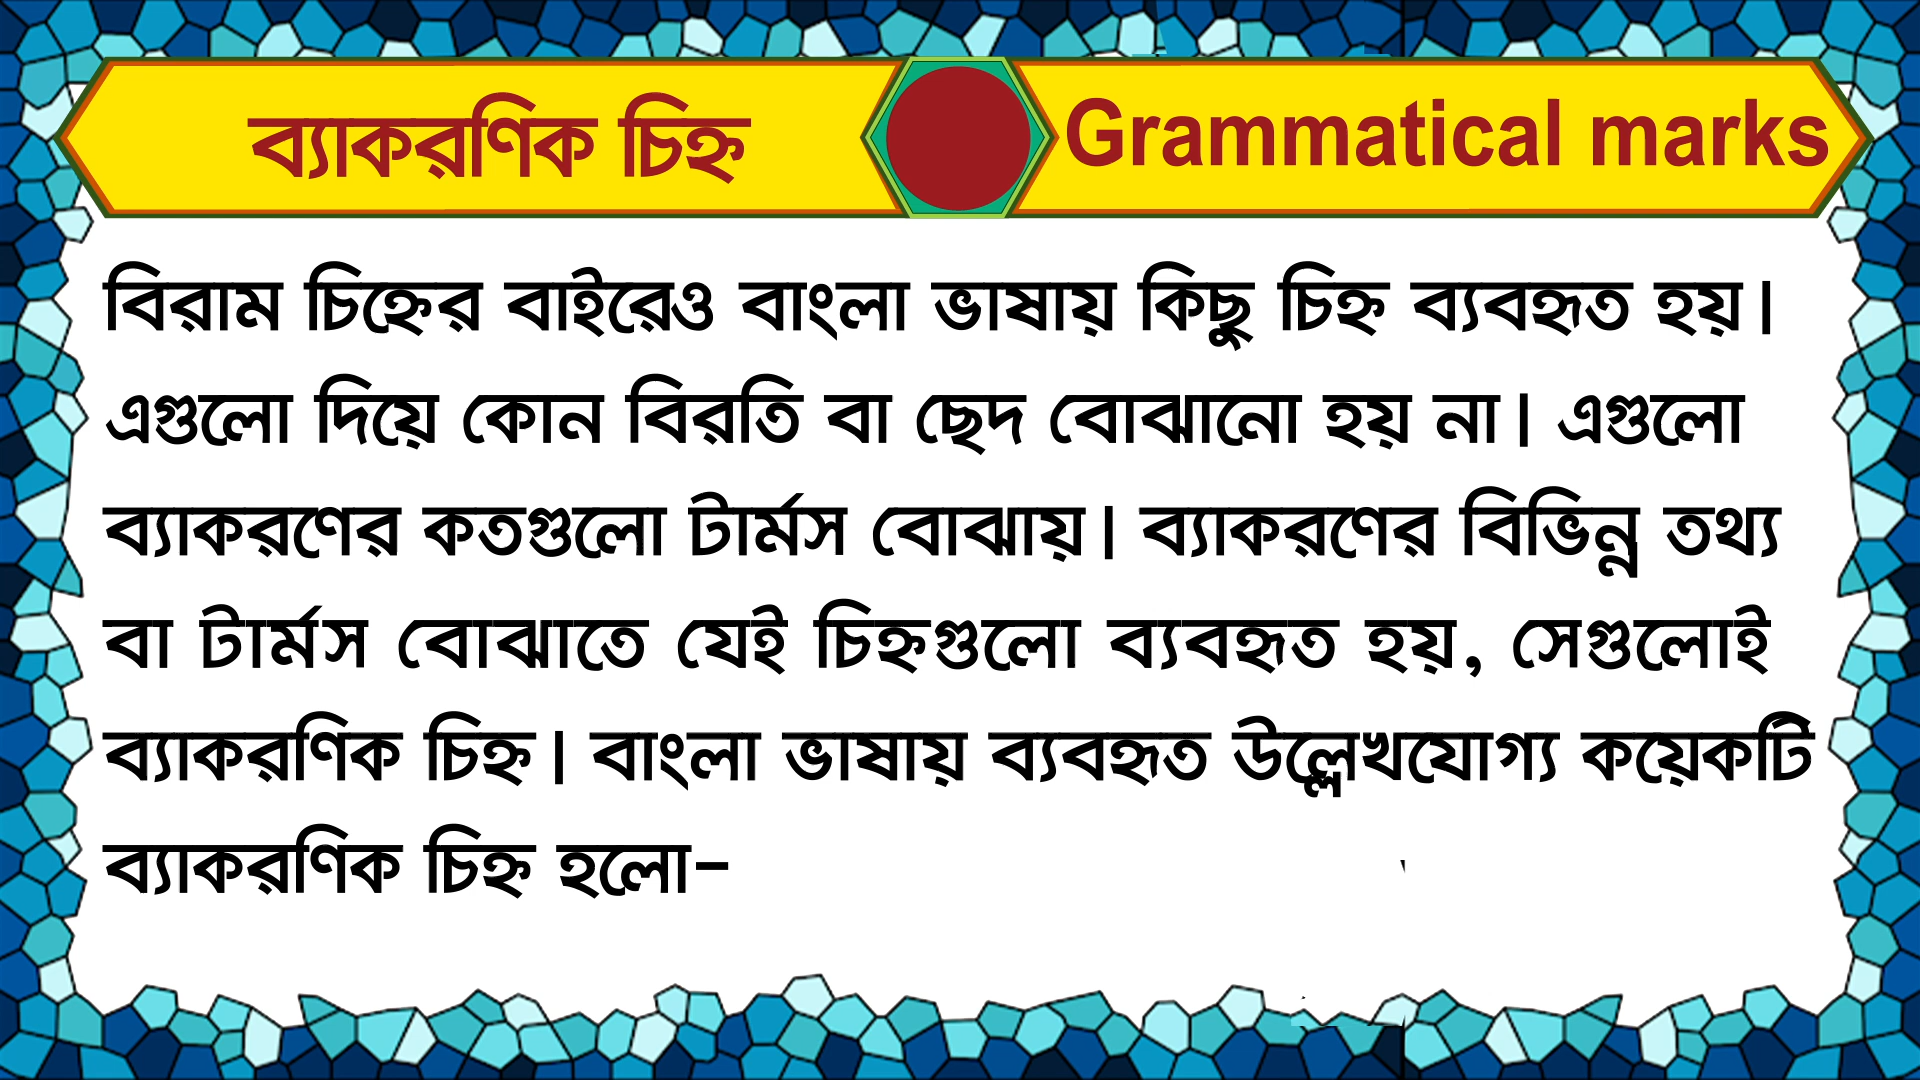 ব্যাকরণিক চিহ্ন
Grammatical marks
বিরাম চিহ্নের বাইরেও বাংলা ভাষায় কিছু চিহ্ন ব্যবহৃত হয়।
এগুলো দিয়ে কোন বিরতি বা ছেদ বোঝানো হয় না। এগুলো
ব্যাকরণের কতগুলো টার্মস বোঝায়। ব্যাকরণের বিভিন্ন তথ্য
বা টার্মস বোঝাতে যেই চিহ্নগুলো ব্যবহৃত হয়, সেগুলোই
ব্যাকরণিক চিহ্ন। বাংলা ভাষায় ব্যবহৃত উল্লেখযোগ্য কয়েকটি
ব্যাকরণিক চিহ্ন হলো–